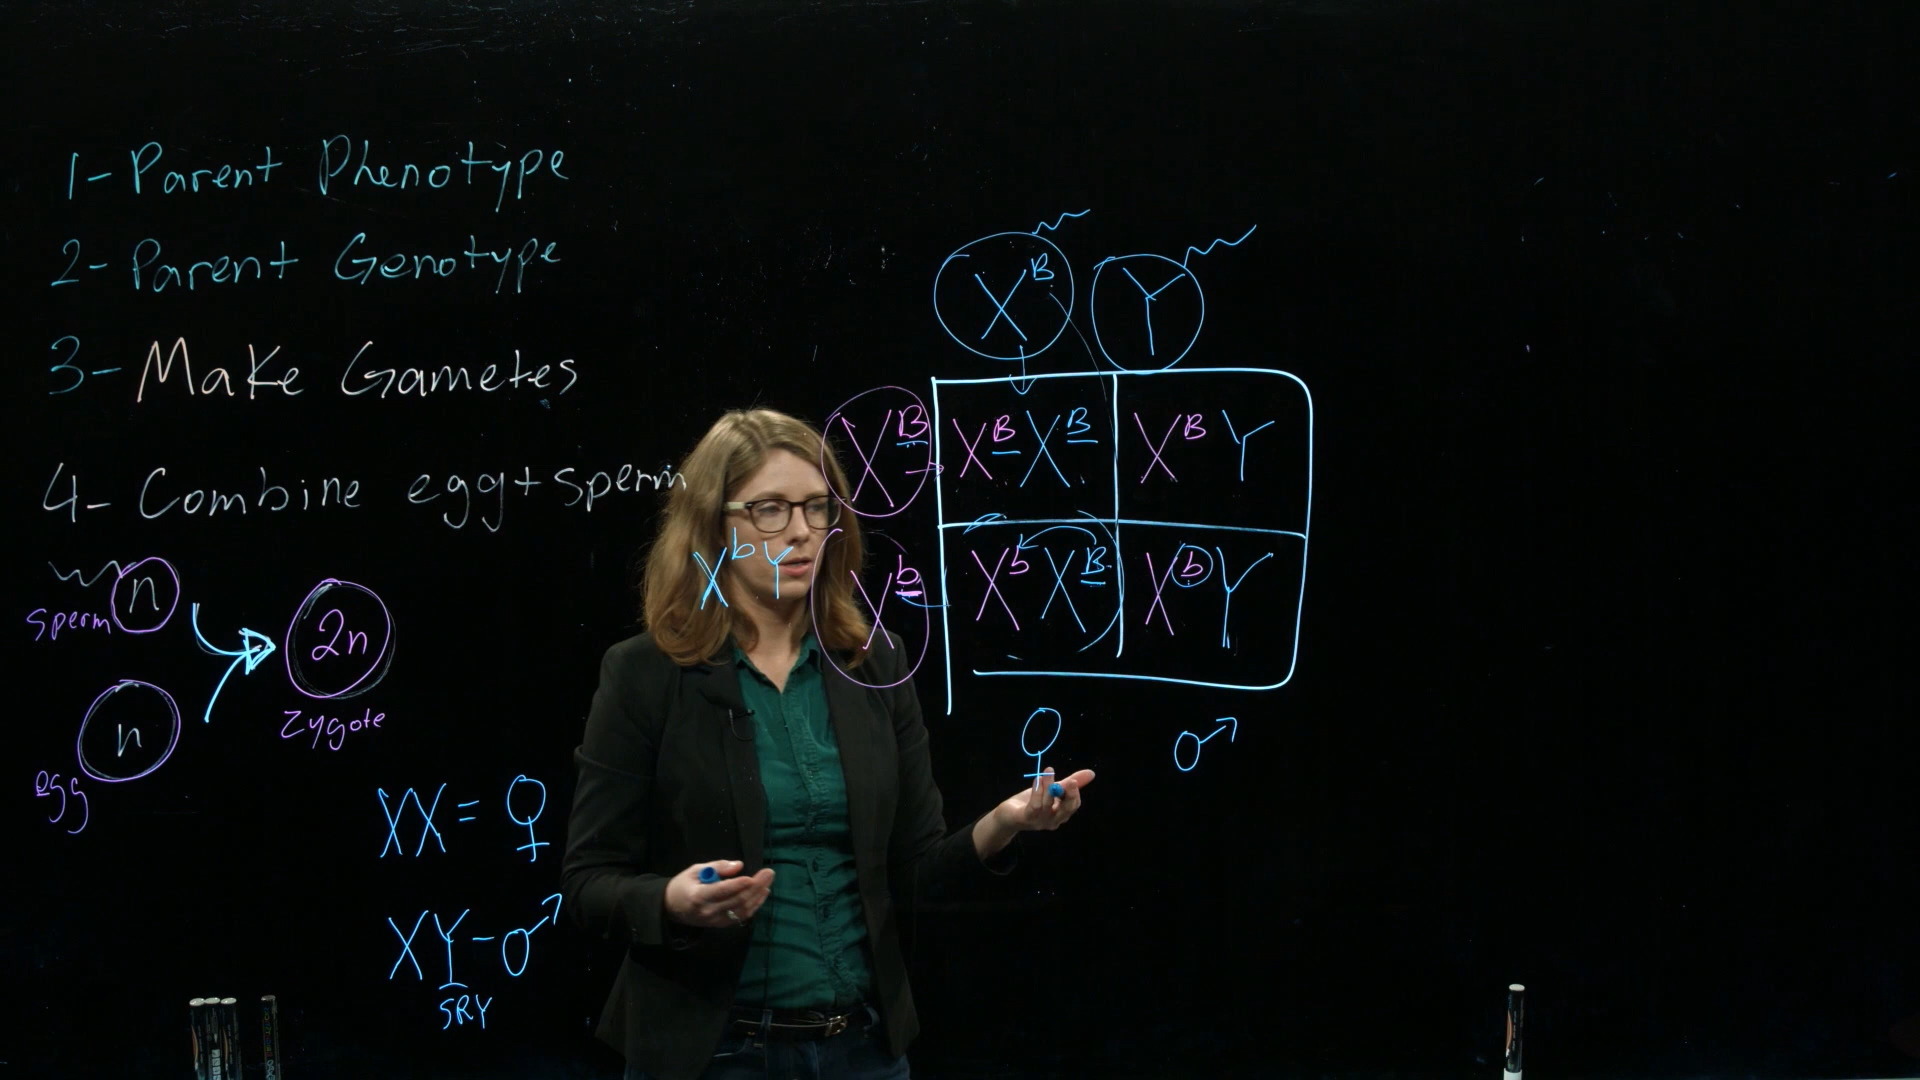 1- Parent Phenotype
2- Parent Genotype
3- Make Gametes
4- Combine egg + sperm
n
sperm
2n
zygote
n
egg
XX = ♀
XY - ♂
SRY
X^b Y
X^B Y
X^B X^B X^B X^B Y
X^b X^b X^B X^b Y
♀ ♂